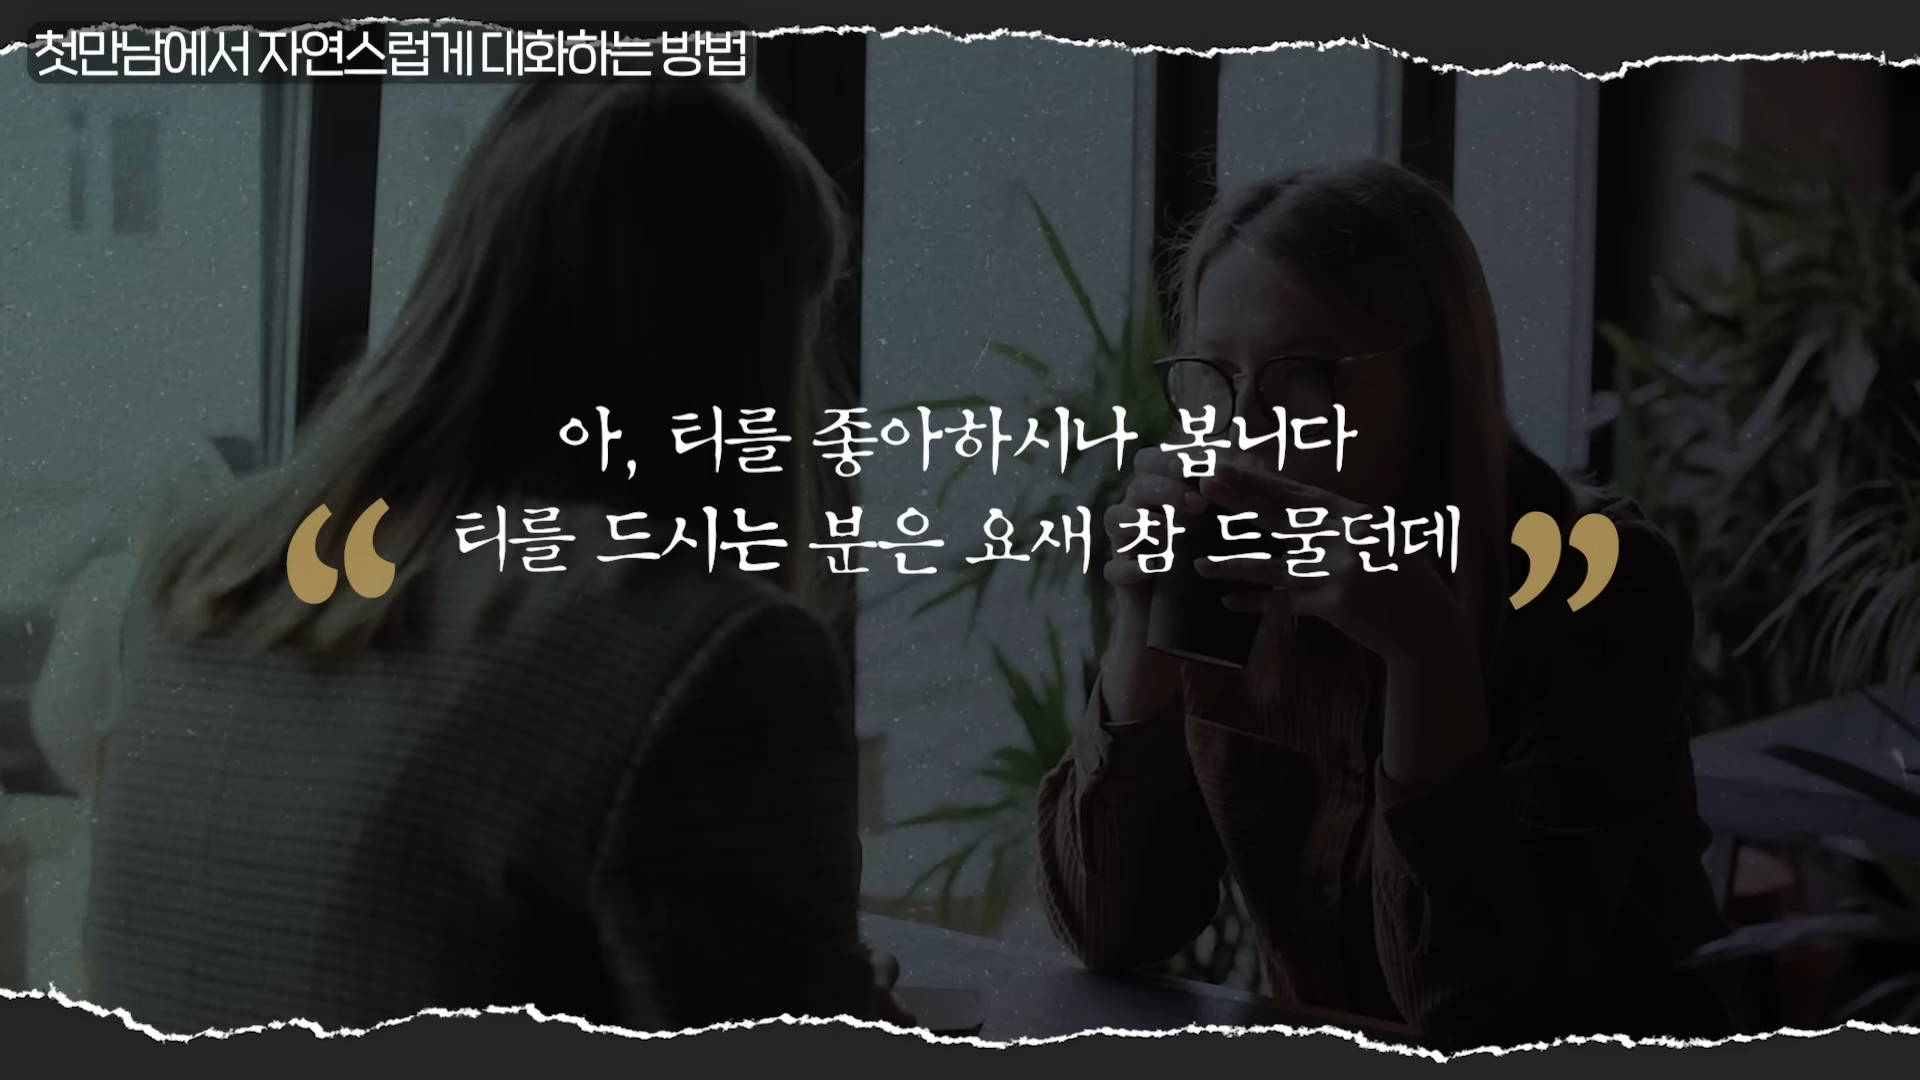 첫만남에서 자연스럽게 대화하는 방법
아, 티를 좋아하시나 봅니다
“ 티를 드시는 분은 요새 참 드물던데 ”